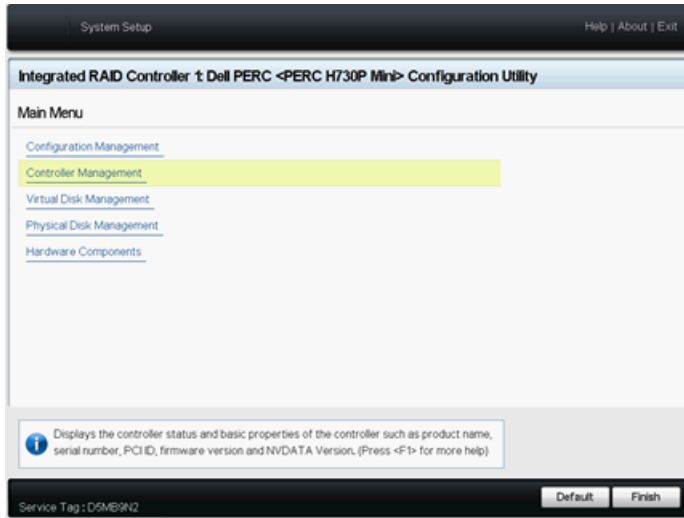 System Setup
Help | About | Exit
Integrated RAID Controller 1: Dell PERC <PERC H730P Mini> Configuration Utility
Main Menu
Configuration Management
Controller Management
Virtual Disk Management
Physical Disk Management
Hardware Components
Displays the controller status and basic properties of the controller such as product name,
serial number, PCI ID, firmware version and NVDATA Version. (Press <F1> for more help)
Service Tag : D5MB9N2
Default
Finish